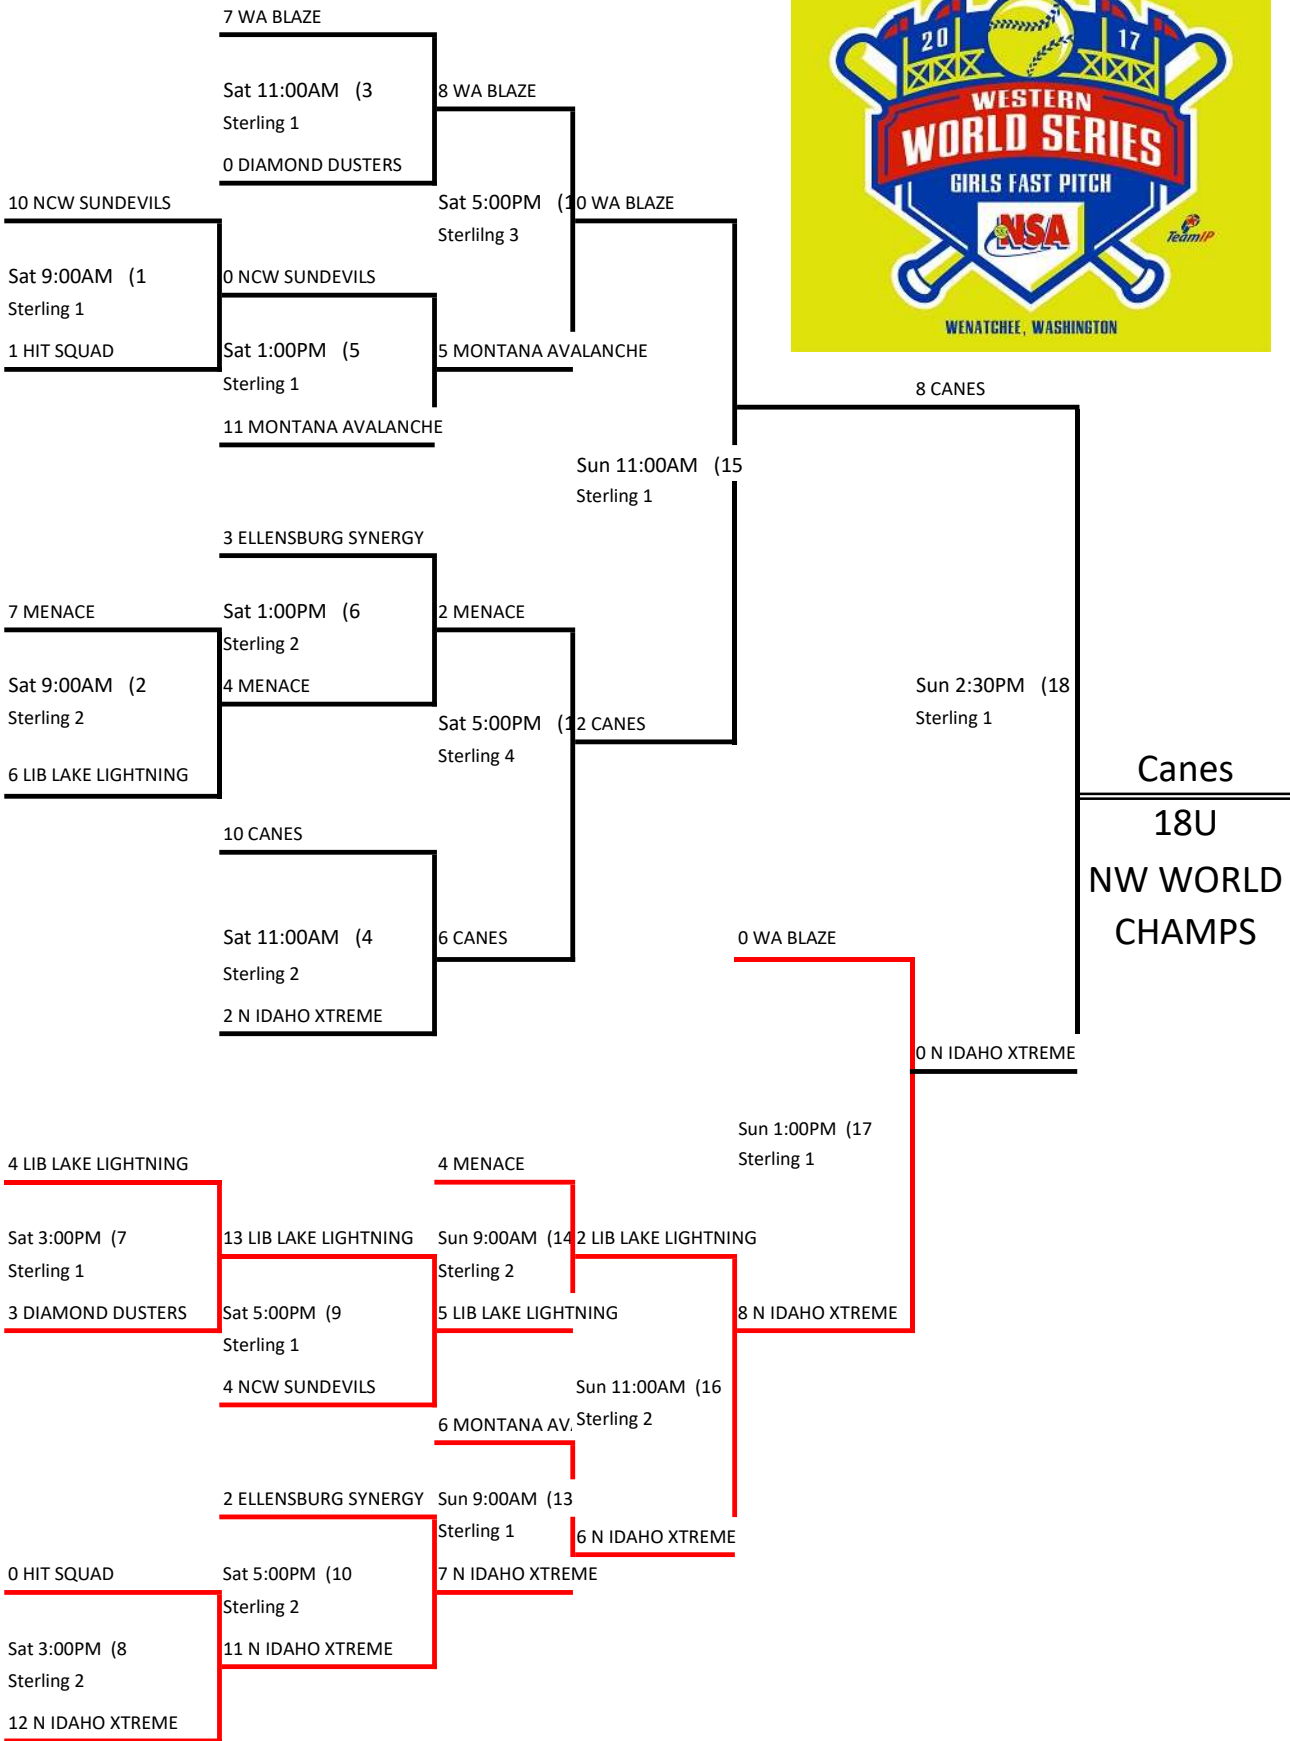 7 WA BLAZE
Sat 11:00AM (3
Sterling 1
0 DIAMOND DUSTERS
8 WA BLAZE
10 NCW SUNDEVILS
Sat 9:00AM (1
Sterling 1
1 HIT SQUAD
0 NCW SUNDEVILS
Sat 1:00PM (5
Sterling 1
11 MONTANA AVALANCHE
Sat 5:00PM (1
Sterlilng 3
0 WA BLAZE
5 MONTANA AVALANCHE
20 17
WESTERN
WORLD SERIES
GIRLS FAST PITCH
NSA
TeamIP
WENATCHEE, WASHINGTON
8 CANES
Sun 11:00AM (15
Sterling 1
3 ELLENSBURG SYNERGY
7 MENACE
Sat 1:00PM (6
Sterling 2
2 MENACE
Sat 9:00AM (2
Sterling 2
4 MENACE
6 LIB LAKE LIGHTNING
Sat 5:00PM (1
Sterling 4
2 CANES
Sun 2:30PM (18
Sterling 1
Canes
18U
NW WORLD
CHAMPS
10 CANES
Sat 11:00AM (4
Sterling 2
2 N IDAHO XTREME
6 CANES
0 WA BLAZE
0 N IDAHO XTREME
Sun 1:00PM (17
Sterling 1
4 LIB LAKE LIGHTNING
Sat 3:00PM (7
Sterling 1
3 DIAMOND DUSTERS
13 LIB LAKE LIGHTNING
Sat 5:00PM (9
Sterling 1
4 NCW SUNDEVILS
4 MENACE
Sun 9:00AM (14
Sterling 2
5 LIB LAKE LIGHTNING
2 LIB LAKE LIGHTNING
8 N IDAHO XTREME
Sun 11:00AM (16
Sterling 2
6 MONTANA AV
2 ELLENSBURG SYNERGY
Sun 9:00AM (13
Sterling 1
6 N IDAHO XTREME
0 HIT SQUAD
Sat 5:00PM (10
Sterling 2
7 N IDAHO XTREME
Sat 3:00PM (8
Sterling 2
11 N IDAHO XTREME
12 N IDAHO XTREME